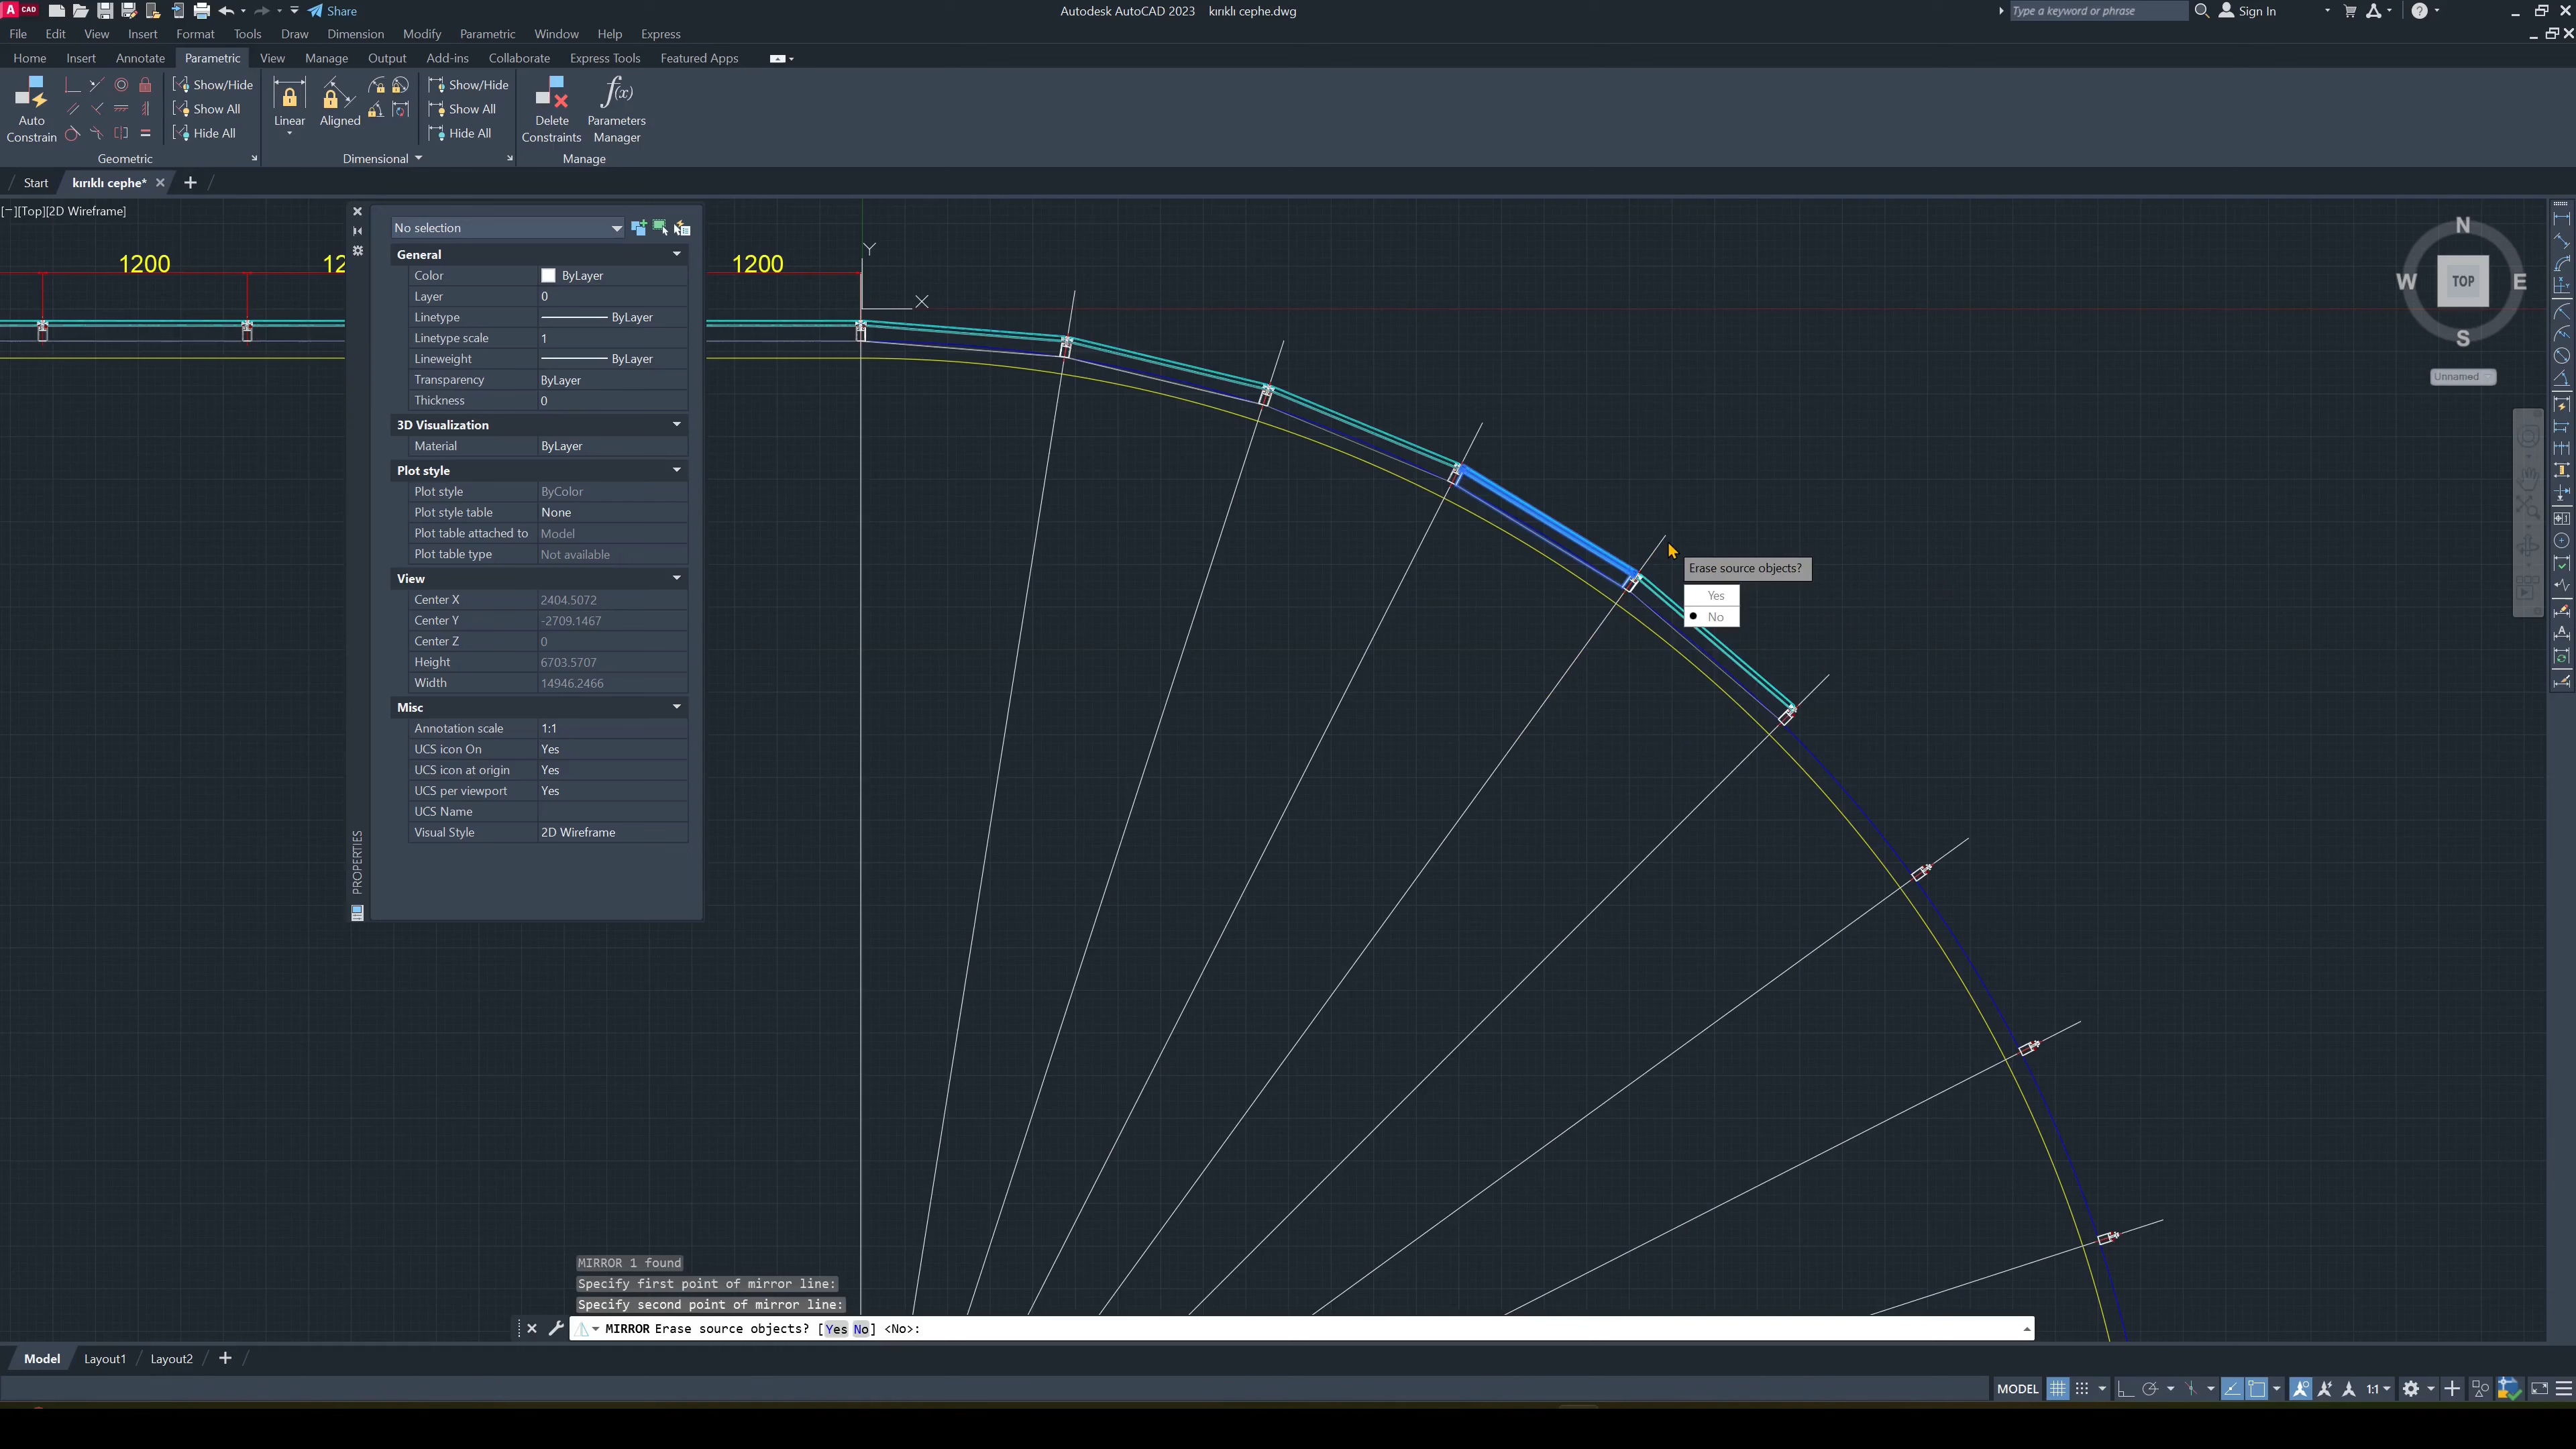 A CAD
Share
Autodesk AutoCAD 2023 kırıklı cephe.dwg
Type a keyword or phrase
Sign In
File Edit View Insert Format Tools Draw Dimension Modify Parametric Window Help Express
Home Insert Annotate Parametric View Manage Output Add-ins Collaborate Express Tools Featured Apps
Auto Constrain
Show/Hide
Show All
Hide All
Geometric
Linear
Aligned
Show/Hide
Show All
Hide All
Dimensional
Delete Constraints
f(x)
Parameters Manager
Manage
Start
kırıklı cephe*
[−][Top][2D Wireframe]
1200
12
1200
Y
X
No selection
General
Color ByLayer
Layer 0
Linetype ByLayer
Linetype scale 1
Lineweight ByLayer
Transparency ByLayer
Thickness 0
3D Visualization
Material ByLayer
Plot style
Plot style ByColor
Plot style table None
Plot table attached to Model
Plot table type Not available
View
Center X 2404.5072
Center Y -2709.1467
Center Z 0
Height 6703.5707
Width 14946.2466
Misc
Annotation scale 1:1
UCS icon On Yes
UCS icon at origin Yes
UCS per viewport Yes
UCS Name
Visual Style 2D Wireframe
PROPERTIES
Erase source objects?
Yes
No
N
W TOP E
S
Unnamed
MIRROR 1 found
Specify first point of mirror line:
Specify second point of mirror line:
MIRROR Erase source objects? [Yes No] <No>:
Model Layout1 Layout2
MODEL
1:1